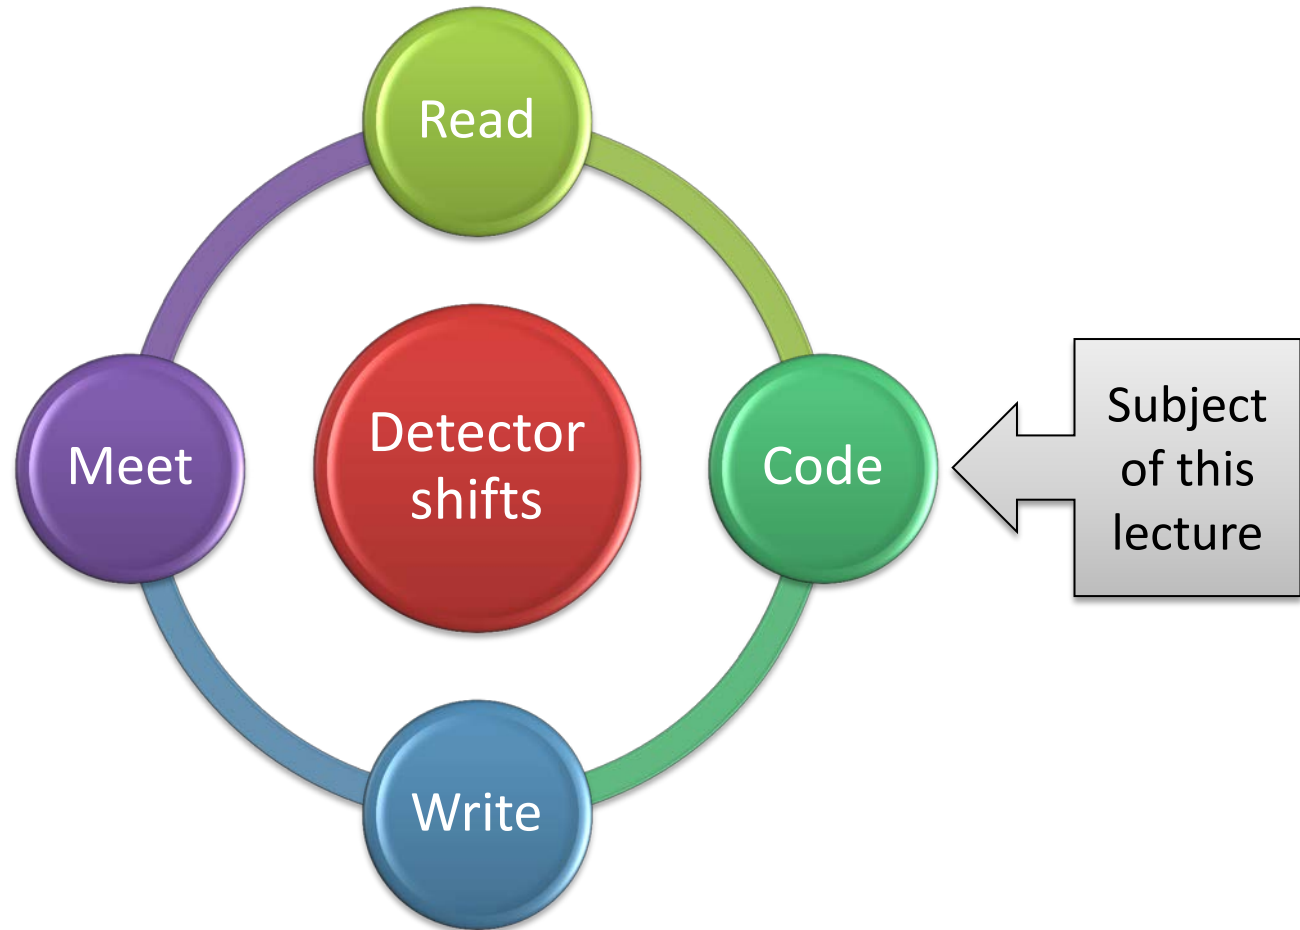 Read
Meet
Detector
shifts
Code
Subject
of this
lecture
Write